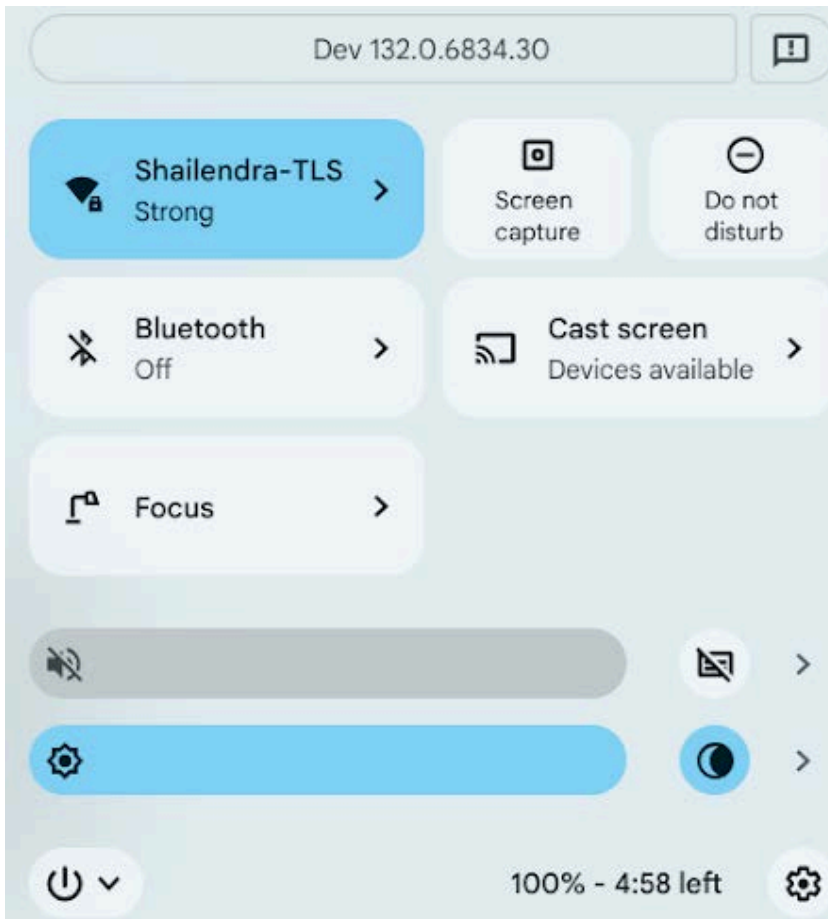 Dev 132.0.6834.30
Shailendra-TLS
Strong
Screen
capture
Do not
disturb
Bluetooth
Off
Cast screen
Devices available
Focus
100% - 4:58 left